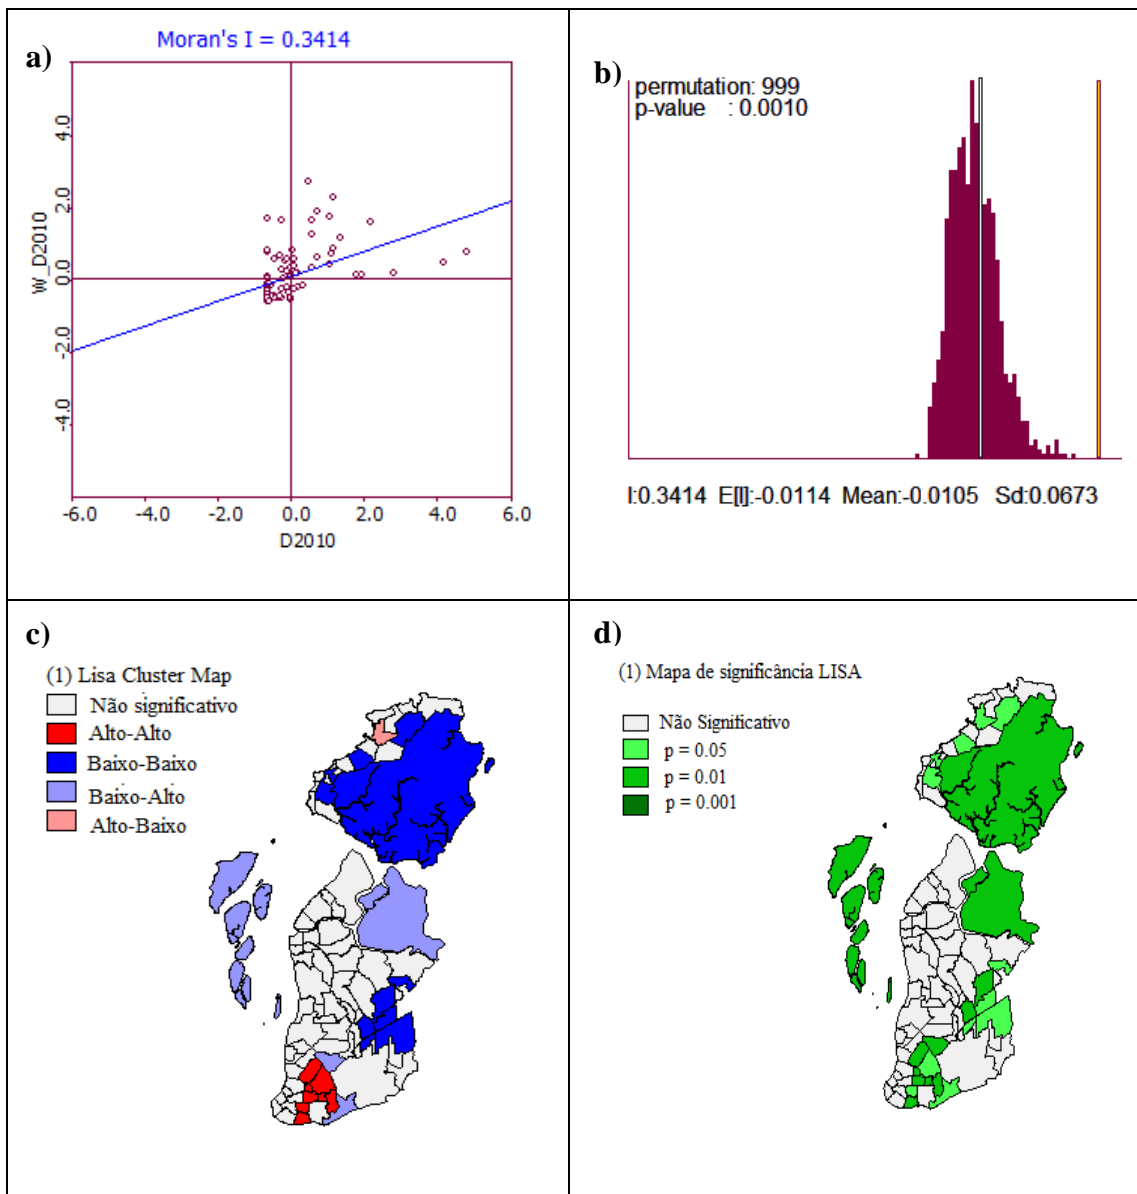 a)
Moran's I = 0.3414
W_D2010
4.0
2.0
0.0
-2.0
-4.0
-6.0 -4.0 -2.0 0.0 2.0 4.0 6.0
D2010
b)
permutation: 999
p-value : 0.0010
I:0.3414 E[I]:-0.0114 Mean:-0.0105 Sd:0.0673
c)
(1) Lisa Cluster Map
Não significativo
Alto-Alto
Baixo-Baixo
Baixo-Alto
Alto-Baixo
d)
(1) Mapa de significância LISA
Não Significativo
p = 0.05
p = 0.01
p = 0.001